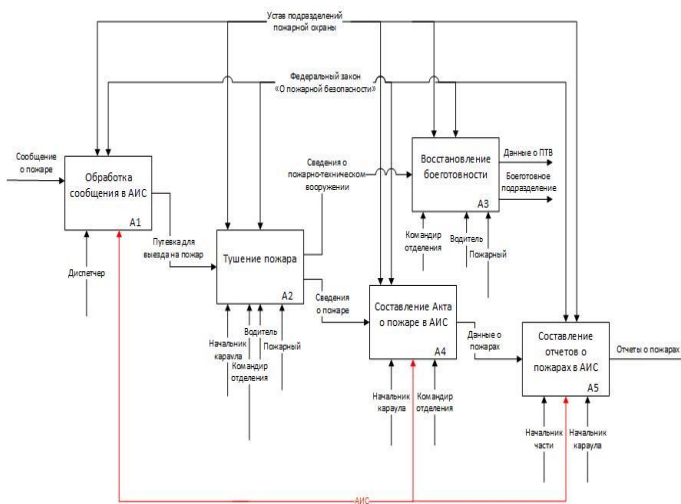 Устав подразделений
пожарной охраны
Федеральный закон
«О пожарной безопасности»
Сообщение
о пожаре
Обработка
сообщения в АИС
A1
Диспетчер
Путевка для
выезда на пожар
Тушение пожара
A2
Начальник
караула
Командир
отделения
Водитель
Пожарный
Сведения о
пожарно-техническом
вооружении
Сведения
о пожаре
Восстановление
боеготовности
A3
Командир
отделения
Водитель
Пожарный
Данные о ПТВ
Боеготовное
подразделение
Составление Акта
о пожаре в АИС
A4
Начальник
караула
Командир
отделения
Данные о
пожарах
Составление
отчетов о
пожарах в АИС
A5
Начальник
части
Начальник
караула
Отчеты о пожарах
АИС